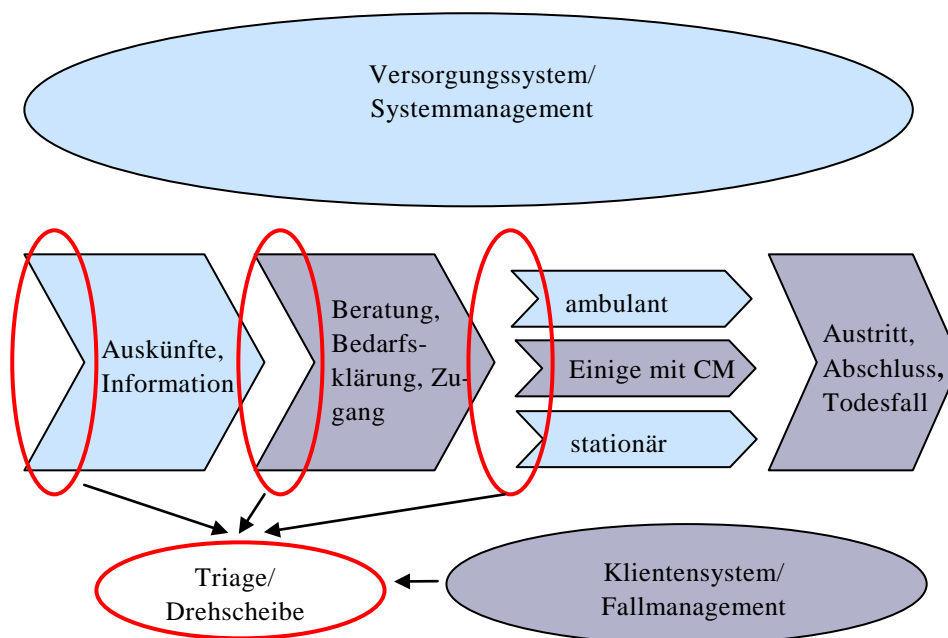 Versorgungssystem/
Systemmanagement
Auskünfte,
Information
Beratung,
Bedarfs-
klärung, Zu-
gang
ambulant
Einige mit CM
stationär
Austritt,
Abschluss,
Todesfall
Triage/
Drehscheibe
Klientensystem/
Fallmanagement